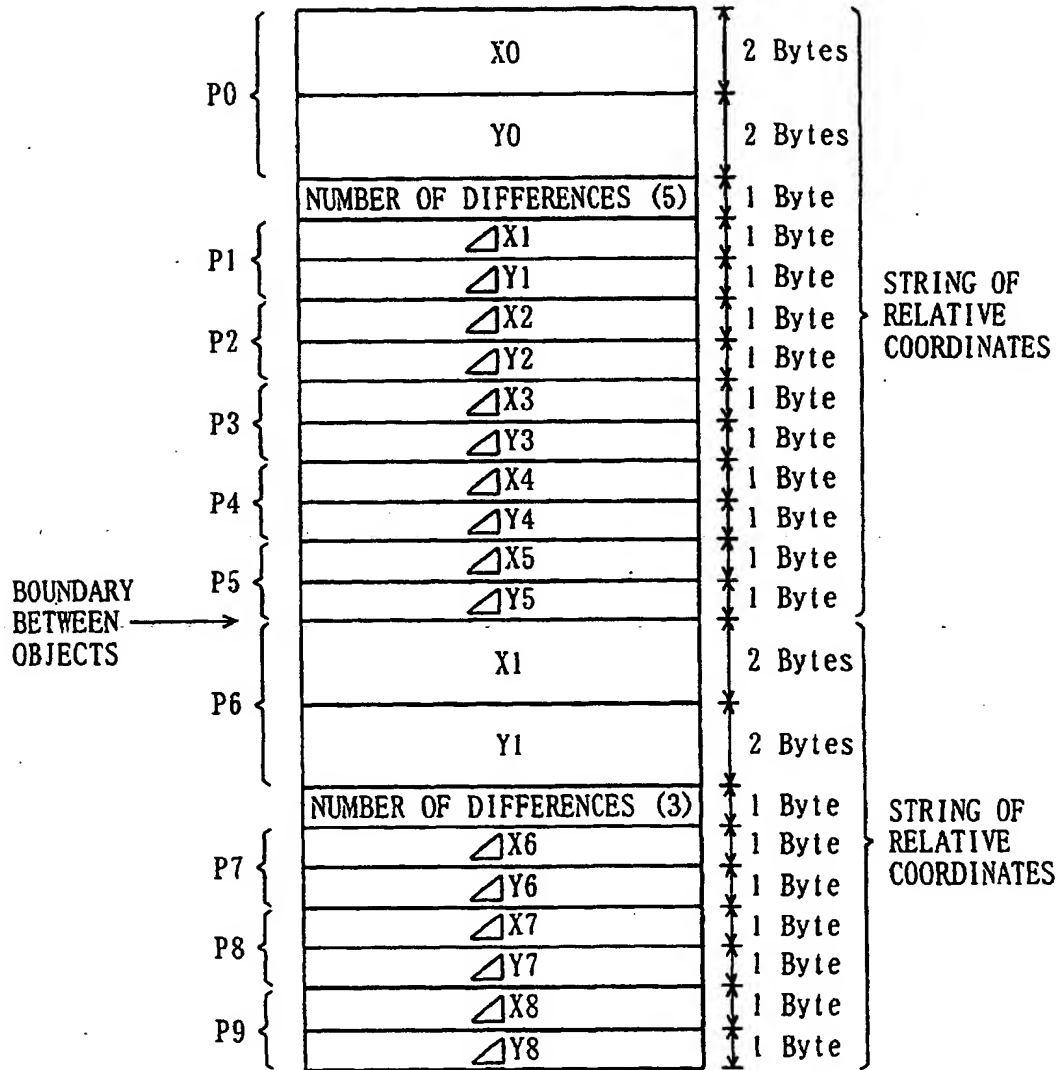 X0 2 Bytes
P0
Y0 2 Bytes
NUMBER OF DIFFERENCES (5) 1 Byte
⊿X1 1 Byte
P1
⊿Y1 1 Byte
STRING OF
RELATIVE
COORDINATES
⊿X2 1 Byte
P2
⊿Y2 1 Byte
⊿X3 1 Byte
P3
⊿Y3 1 Byte
⊿X4 1 Byte
P4
⊿Y4 1 Byte
⊿X5 1 Byte
P5
⊿Y5 1 Byte
BOUNDARY
BETWEEN
OBJECTS
X1 2 Bytes
P6
Y1 2 Bytes
NUMBER OF DIFFERENCES (3) 1 Byte
STRING OF
RELATIVE
COORDINATES
⊿X6 1 Byte
P7
⊿Y6 1 Byte
⊿X7 1 Byte
P8
⊿Y7 1 Byte
⊿X8 1 Byte
P9
⊿Y8 1 Byte